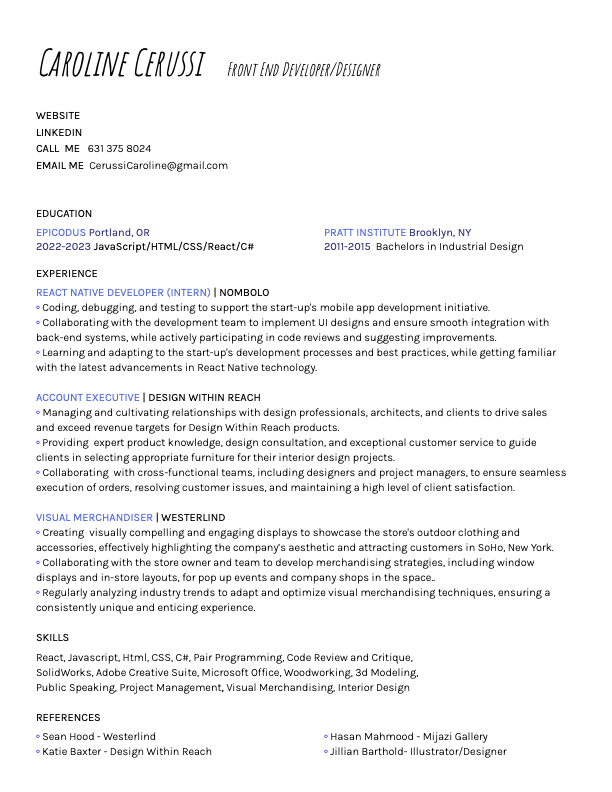 Caroline Cerussi Front End Developer/Designer
WEBSITE
LINKEDIN
CALL ME 631 375 8024
EMAIL ME CerussiCaroline@gmail.com
EDUCATION
EPICODUS Portland, OR
2022-2023 JavaScript/HTML/CSS/React/C#
PRATT INSTITUTE Brooklyn, NY
2011-2015 Bachelors in Industrial Design
EXPERIENCE
REACT NATIVE DEVELOPER (INTERN) | NOMBOLO
◦ Coding, debugging, and testing to support the start-up's mobile app development initiative.
◦ Collaborating with the development team to implement UI designs and ensure smooth integration with
back-end systems, while actively participating in code reviews and suggesting improvements.
◦ Learning and adapting to the start-up's development processes and best practices, while getting familiar
with the latest advancements in React Native technology.
ACCOUNT EXECUTIVE | DESIGN WITHIN REACH
◦ Managing and cultivating relationships with design professionals, architects, and clients to drive sales
and exceed revenue targets for Design Within Reach products.
◦ Providing expert product knowledge, design consultation, and exceptional customer service to guide
clients in selecting appropriate furniture for their interior design projects.
◦ Collaborating with cross-functional teams, including designers and project managers, to ensure seamless
execution of orders, resolving customer issues, and maintaining a high level of client satisfaction.
VISUAL MERCHANDISER | WESTERLIND
◦ Creating visually compelling and engaging displays to showcase the store's outdoor clothing and
accessories, effectively highlighting the company's aesthetic and attracting customers in SoHo, New York.
◦ Collaborating with the store owner and team to develop merchandising strategies, including window
displays and in-store layouts, for pop up events and company shops in the space..
◦ Regularly analyzing industry trends to adapt and optimize visual merchandising techniques, ensuring a
consistently unique and enticing experience.
SKILLS
React, Javascript, Html, CSS, C#, Pair Programming, Code Review and Critique,
SolidWorks, Adobe Creative Suite, Microsoft Office, Woodworking, 3d Modeling,
Public Speaking, Project Management, Visual Merchandising, Interior Design
REFERENCES
◦ Sean Hood - Westerlind
◦ Katie Baxter - Design Within Reach
◦ Hasan Mahmood - Mijazi Gallery
◦ Jillian Barthold- Illustrator/Designer